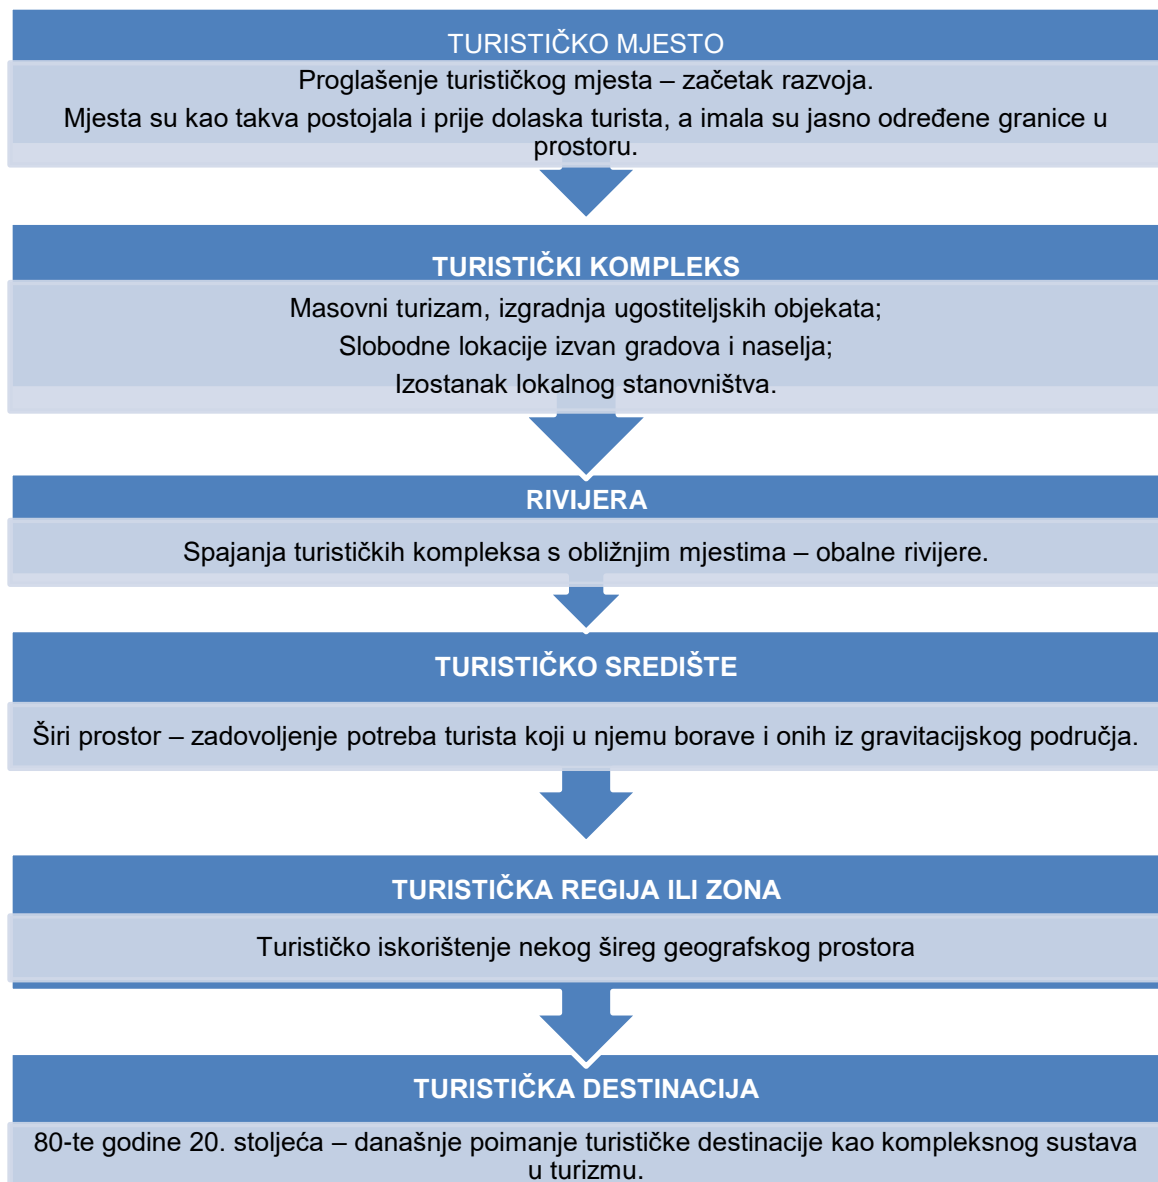 TURISTIČKO MJESTO
Proglašenje turističkog mjesta – začetak razvoja.
Mjesta su kao takva postojala i prije dolaska turista, a imala su jasno određene granice u
prostoru.
TURISTIČKI KOMPLEKS
Masovni turizam, izgradnja ugostiteljskih objekata;
Slobodne lokacije izvan gradova i naselja;
Izostanak lokalnog stanovništva.
RIVIJERA
Spajanja turističkih kompleksa s obližnjim mjestima – obalne rivijere.
TURISTIČKO SREDIŠTE
Širi prostor – zadovoljenje potreba turista koji u njemu borave i onih iz gravitacijskog područja.
TURISTIČKA REGIJA ILI ZONA
Turističko iskorištenje nekog šireg geografskog prostora
TURISTIČKA DESTINACIJA
80-te godine 20. stoljeća – današnje poimanje turističke destinacije kao kompleksnog sustava
u turizmu.